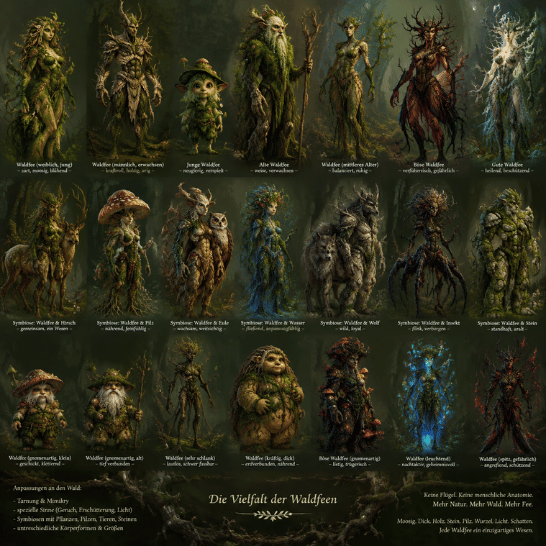 Waldfee (weiblich, jung)
– zart, moosig, blühend –
Waldfee (männlich, erwachsen)
– kraftvoll, holzig, artig –
Junge Waldfee
– neugierig, verspielt –
Alte Waldfee
– weise, verwachsen –
Waldfee (mittleres Alter)
– balanciert, ruhig –
Böse Waldfee
– verführerisch, gefährlich –
Gute Waldfee
– heilend, beschützend –
Symbiose: Waldfee & Hirsch
– gemeinsam, ein Wesen –
Symbiose: Waldfee & Pilz
– nährend, feinfühlig –
Symbiose: Waldfee & Eule
– wachsam, weitsichtig –
Symbiose: Waldfee & Wasser
– fließend, anpassungsfähig –
Symbiose: Waldfee & Wolf
– wild, loyal –
Symbiose: Waldfee & Insekt
– flink, verborgen –
Symbiose: Waldfee & Stein
– standhaft, uralt –
Waldfee (gnomenartig, klein)
– geschickt, kletternd –
Waldfee (gnomenartig, alt)
– tief verbunden –
Waldfee (sehr schlank)
– lautlos, schwer fassbar –
Waldfee (kräftig, dick)
– erdverbunden, nährend –
Böse Waldfee (gnomenartig)
– listig, trügerisch –
Waldfee (leuchtend)
– nachtaktiv, geheimnisvoll –
Waldfee (spitz, gefährlich)
– angreifend, schützend –
Anpassungen an den Wald:
- Tarnung & Mimikry
- spezielle Sinne (Geruch, Erschütterung, Licht)
- Symbiosen mit Pflanzen, Pilzen, Tieren, Steinen
- unterschiedliche Körperformen & Größen
Die Vielfalt der Waldfeen
Keine Flügel. Keine menschliche Anatomie.
Mehr Natur. Mehr Wald. Mehr Fee.
Moosig. Dick. Holz. Stein. Pilz. Wurzel. Licht. Schatten.
Jede Waldfee ein einzigartiges Wesen.